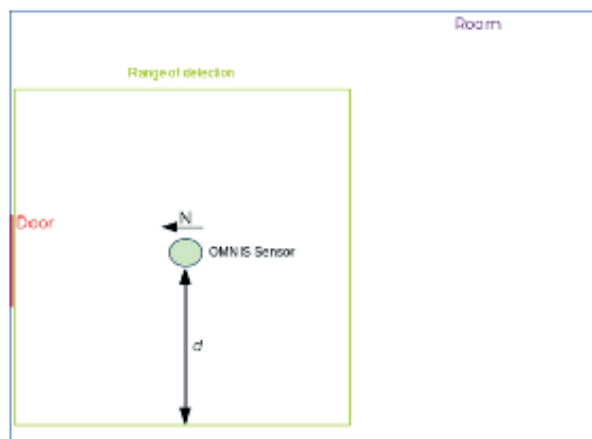 Room
Range of detection
N
Door
OMNIS Sensor
d